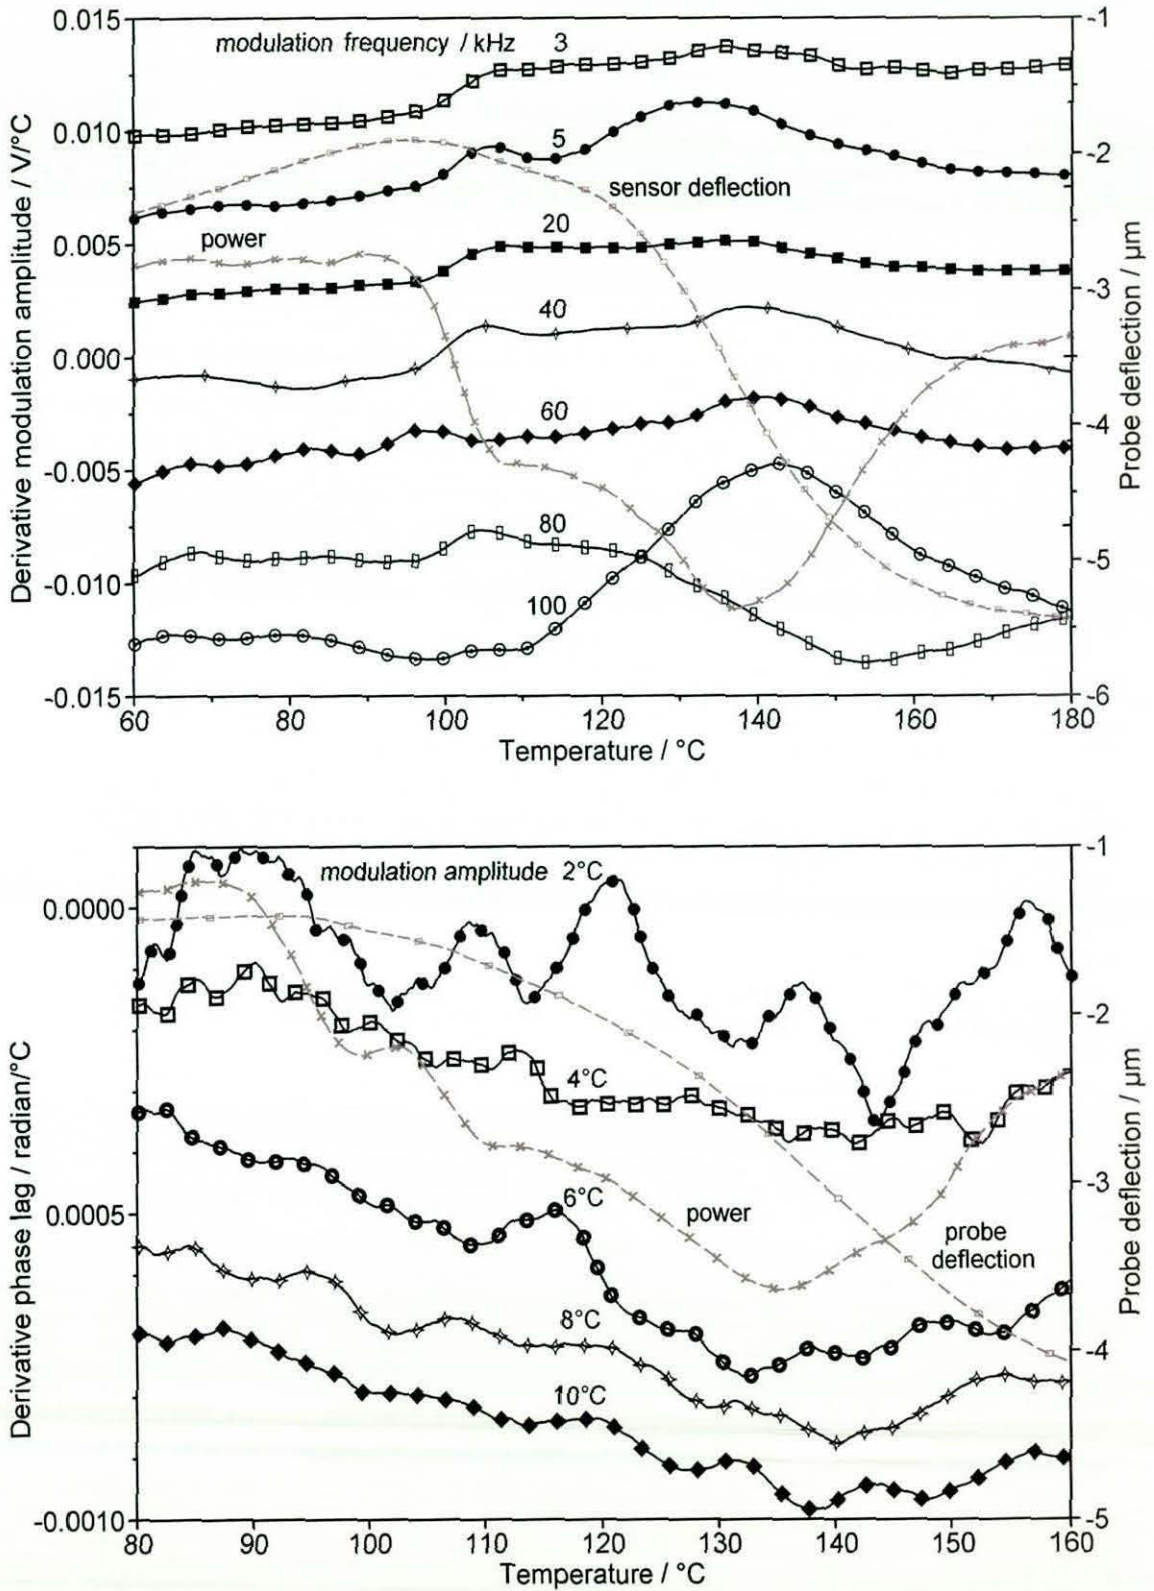 0.015
0.010
0.005
0.000
-0.005
-0.010
-0.015
Derivative modulation amplitude / V/°C
modulation frequency / kHz 3
5
sensor deflection
power
20
40
60
80
100
-1
-2
-3
-4
-5
-6
Probe deflection / µm
60 80 100 120 140 160 180
Temperature / °C
0.0000
0.0005
-0.0010
Derivative phase lag / radian/°C
modulation amplitude 2°C
4°C
6°C
power
probe
deflection
8°C
10°C
-1
-2
-3
-4
-5
Probe deflection / µm
80 90 100 110 120 130 140 150 160
Temperature / °C